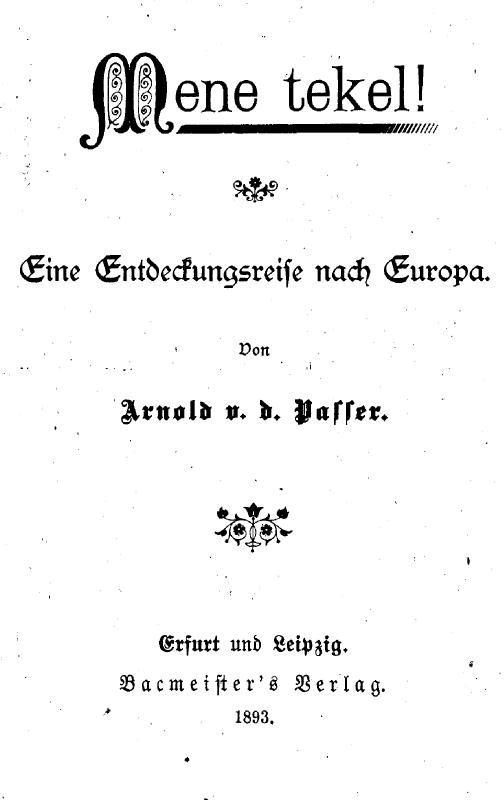 Mene tekel!
Eine Entdeckungsreise nach Europa.
Von
Arnold v. d. Passer.
Erfurt und Leipzig.
Bacmeister's Verlag.
1893.